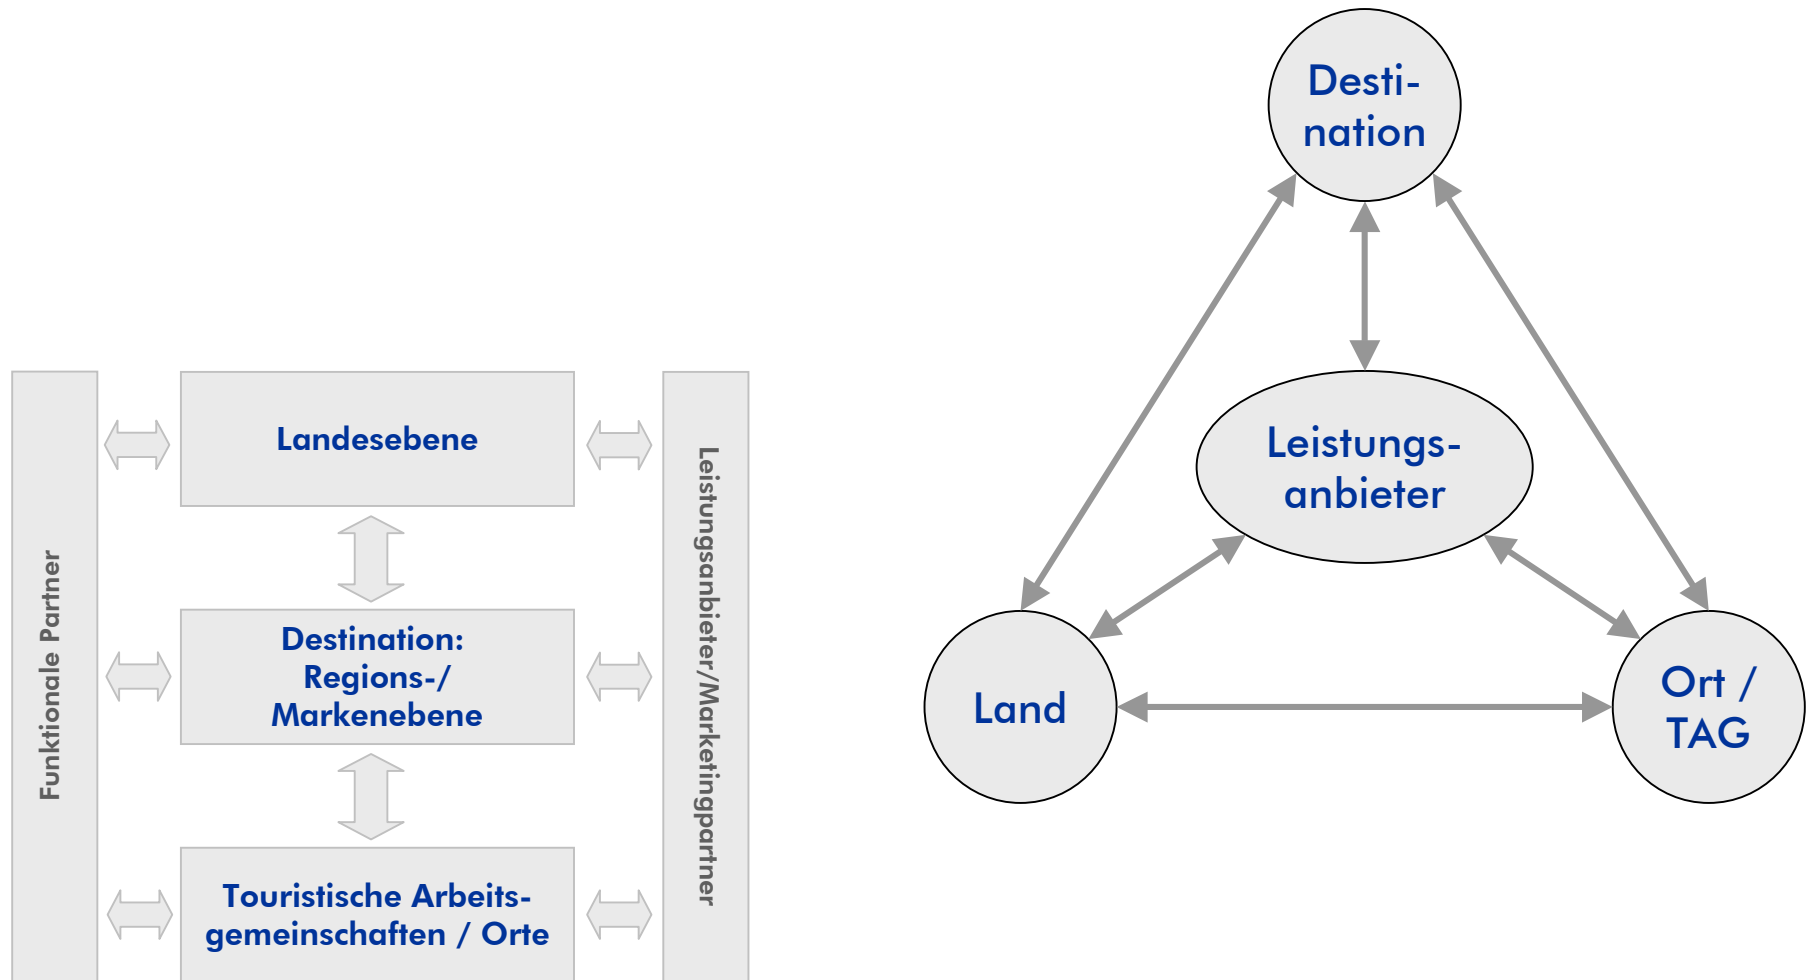 Funktionale Partner
Landesebene
Destination:
Regions-/
Markenebene
Touristische Arbeits-
gemeinschaften / Orte
Leistungsanbieter/Marketingpartner
Desti-
nation
Leistungs-
anbieter
Land
Ort /
TAG